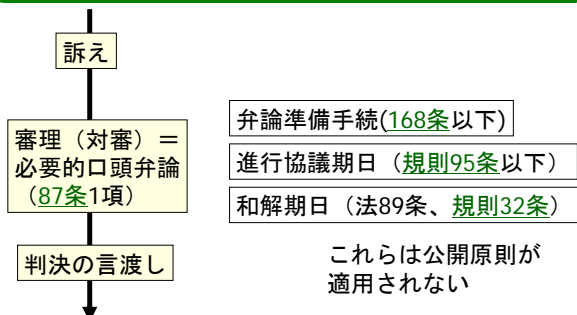 訴え
審理（対審）＝
必要的口頭弁論
（87条1項）
判決の言渡し
弁論準備手続(168条以下)
進行協議期日（規則95条以下）
和解期日（法89条、規則32条）
これらは公開原則が
適用されない